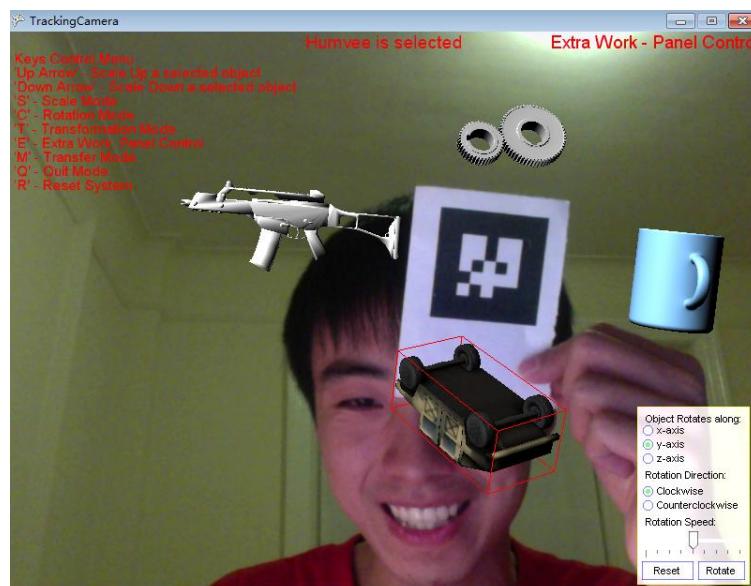 TrackingCamera
Humvee is selected
Extra Work - Panel Contro
Keys Control Menu
'Up Arrow' - Scale Up a selected object
'Down Arrow' - Scale Down a selected object
'S' - Scale Mode
'C' - Rotation Mode
'T' - Transformation Mode
'E' - Extra Work_Panel Control
'M' - Transfer Mode
'Q' - Quit Mode
'R' - Reset System
Object Rotates along:
x-axis
y-axis
z-axis
Rotation Direction:
Clockwise
Counterclockwise
Rotation Speed:
Reset Rotate